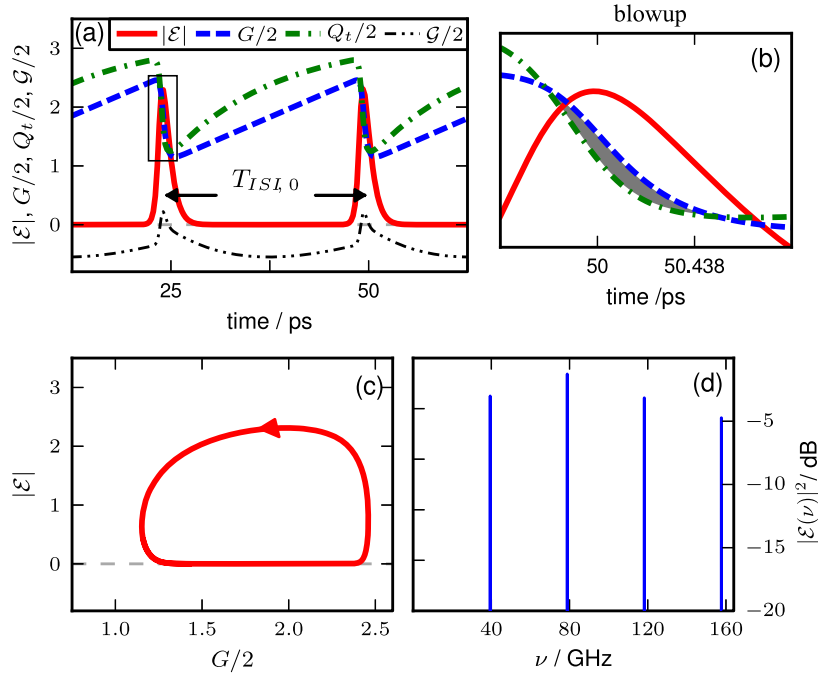 blowup
(a) |ℰ| G/2 Q_t/2 𝒢/2
|ℰ|, G/2, Q_t/2, 𝒢/2
3
2
1
0
T_{ISI, 0}
25 50
time / ps
(b)
50 50.438
time /ps
(c)
|ℰ|
3
2
1
0
1.0 1.5 2.0 2.5
G/2
(d)
−5
−10
−15
−20
|ℰ(ν)|²/ dB
40 80 120 160
ν / GHz